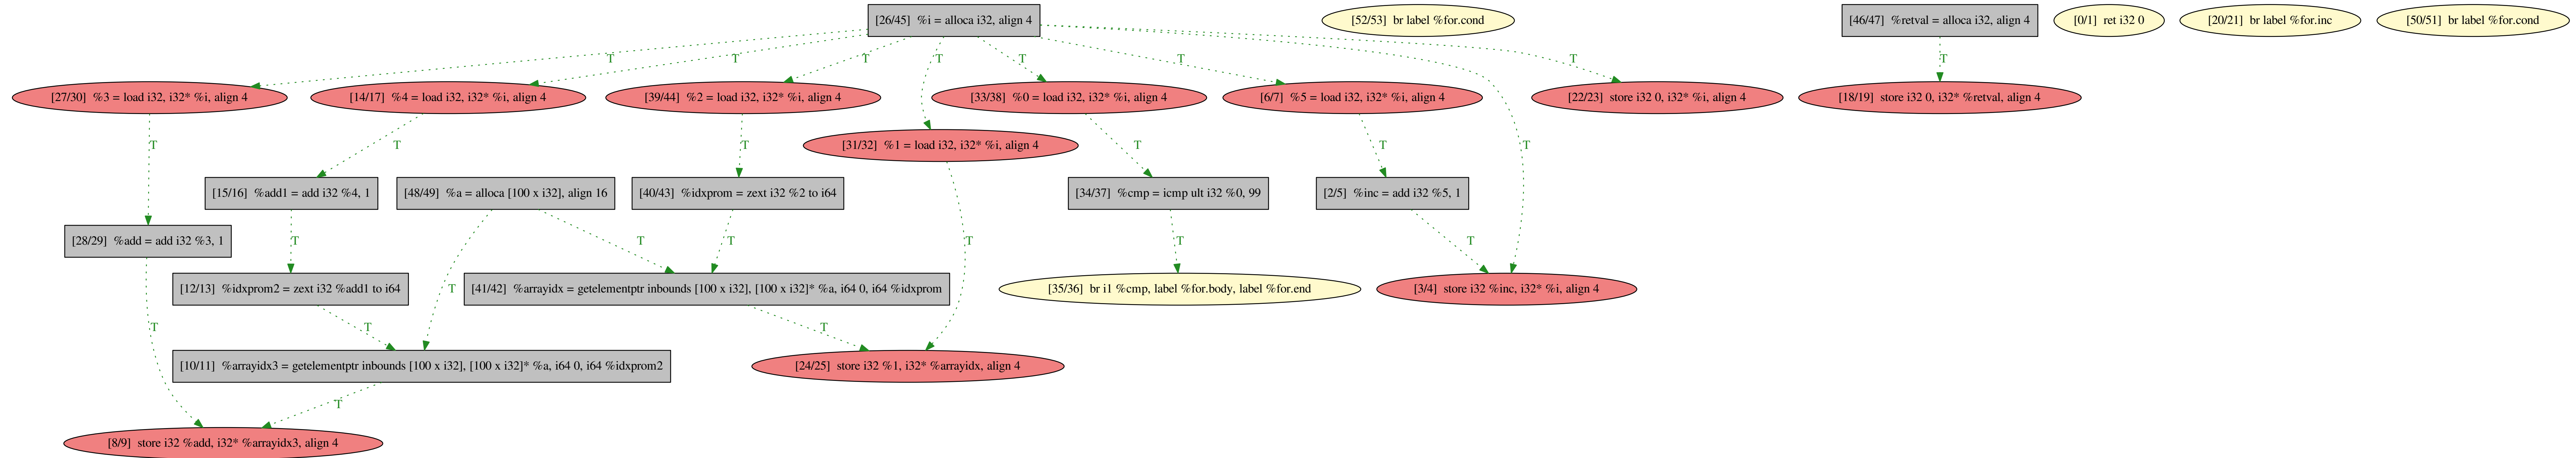 [26/45]  %i = alloca i32, align 4
[52/53]  br label %for.cond
[46/47]  %retval = alloca i32, align 4
[0/1]  ret i32 0
[20/21]  br label %for.inc
[50/51]  br label %for.cond
T
T
T
T
T
T
T
T
[27/30]  %3 = load i32, i32* %i, align 4
[14/17]  %4 = load i32, i32* %i, align 4
[39/44]  %2 = load i32, i32* %i, align 4
[33/38]  %0 = load i32, i32* %i, align 4
[6/7]  %5 = load i32, i32* %i, align 4
[22/23]  store i32 0, i32* %i, align 4
[18/19]  store i32 0, i32* %retval, align 4
T
T
T
[31/32]  %1 = load i32, i32* %i, align 4
T
T
T
[15/16]  %add1 = add i32 %4, 1
[48/49]  %a = alloca [100 x i32], align 16
[40/43]  %idxprom = zext i32 %2 to i64
[34/37]  %cmp = icmp ult i32 %0, 99
[2/5]  %inc = add i32 %5, 1
[28/29]  %add = add i32 %3, 1
T
T
T
T
T
T
[12/13]  %idxprom2 = zext i32 %add1 to i64
T
[41/42]  %arrayidx = getelementptr inbounds [100 x i32], [100 x i32]* %a, i64 0, i64 %idxprom
[35/36]  br i1 %cmp, label %for.body, label %for.end
[3/4]  store i32 %inc, i32* %i, align 4
T
T
T
[10/11]  %arrayidx3 = getelementptr inbounds [100 x i32], [100 x i32]* %a, i64 0, i64 %idxprom2
[24/25]  store i32 %1, i32* %arrayidx, align 4
T
[8/9]  store i32 %add, i32* %arrayidx3, align 4